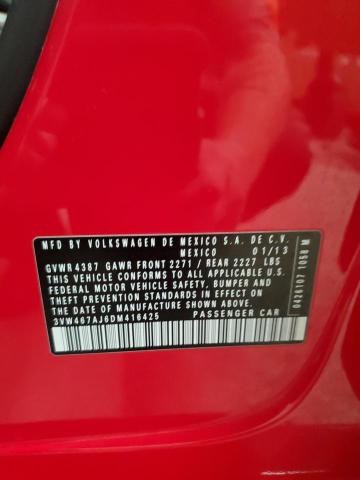 MFD BY VOLKSWAGEN DE MEXICO S.A. DE C.V.
MEXICO 01/13
GVWR 4387 GAWR FRONT 2271 / REAR 2227 LBS
THIS VEHICLE CONFORMS TO ALL APPLICABLE U.S.
FEDERAL MOTOR VEHICLE SAFETY, BUMPER AND
THEFT PREVENTION STANDARDS IN EFFECT ON
THE DATE OF MANUFACTURE SHOWN ABOVE.
3VW467AJ6DM416425 PASSENGER CAR
0426107 1058 M